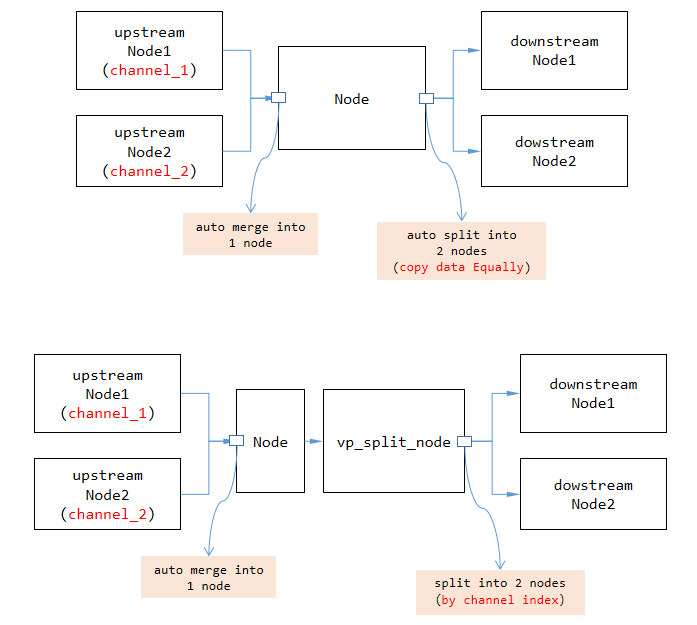 upstream
Node1
(channel_1)
upstream
Node2
(channel_2)
Node
downstream
Node1
dowstream
Node2
auto merge into
1 node
auto split into
2 nodes
(copy data Equally)
upstream
Node1
(channel_1)
upstream
Node2
(channel_2)
Node
vp_split_node
downstream
Node1
dowstream
Node2
auto merge into
1 node
split into 2 nodes
(by channel index)